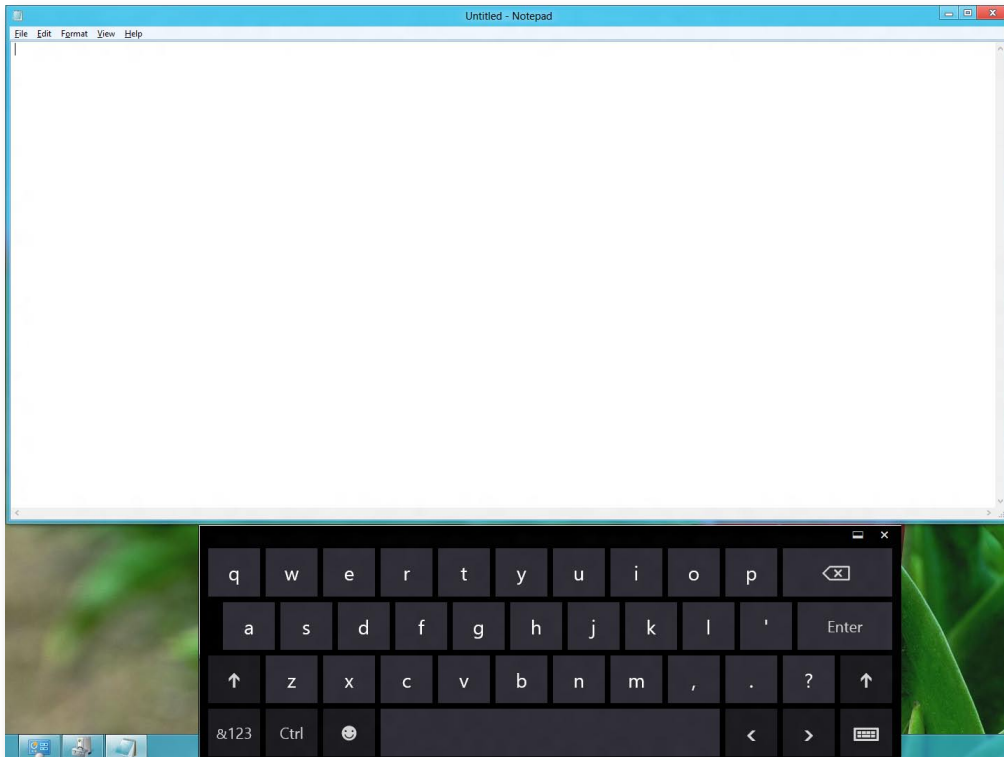 Untitled - Notepad
File Edit Format View Help
q w e r t y u i o p
a s d f g h j k l ' Enter
z x c v b n m , . ?
&123 Ctrl